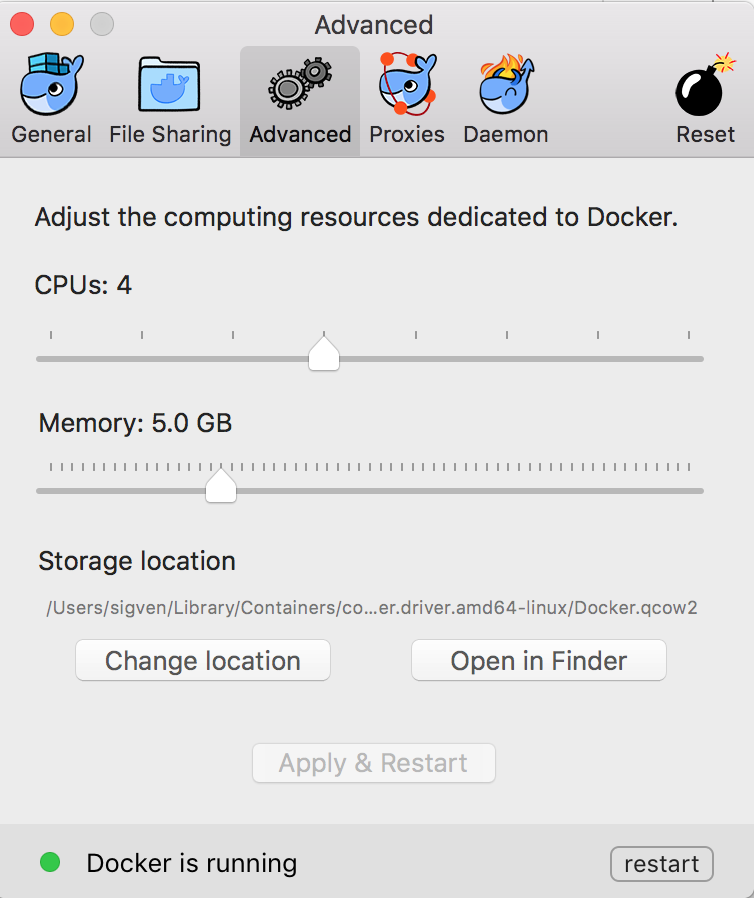 Advanced
General File Sharing Advanced Proxies Daemon Reset
Adjust the computing resources dedicated to Docker.
CPUs: 4
Memory: 5.0 GB
Storage location
/Users/sigven/Library/Containers/co...er.driver.amd64-linux/Docker.qcow2
Change location Open in Finder
Apply & Restart
Docker is running restart